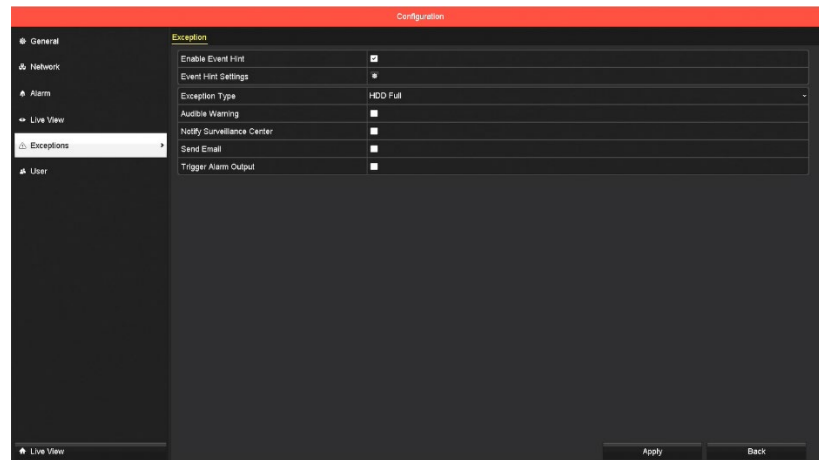 Configuration
General
Network
Alarm
Live View
Exceptions
User
Live View
Exception
Enable Event Hint
Event Hint Settings
Exception Type HDD Full
Audible Warning
Notify Surveillance Center
Send Email
Trigger Alarm Output
Apply Back